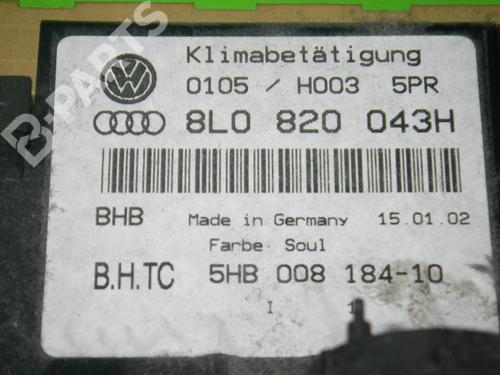 Klimabetätigung
0105 / H003 5PR
8L0 820 043H
BHB Made in Germany 15.01.02
Farbe: Soul
B.H.TC 5HB 008 184-10
I 1
B-PARTS